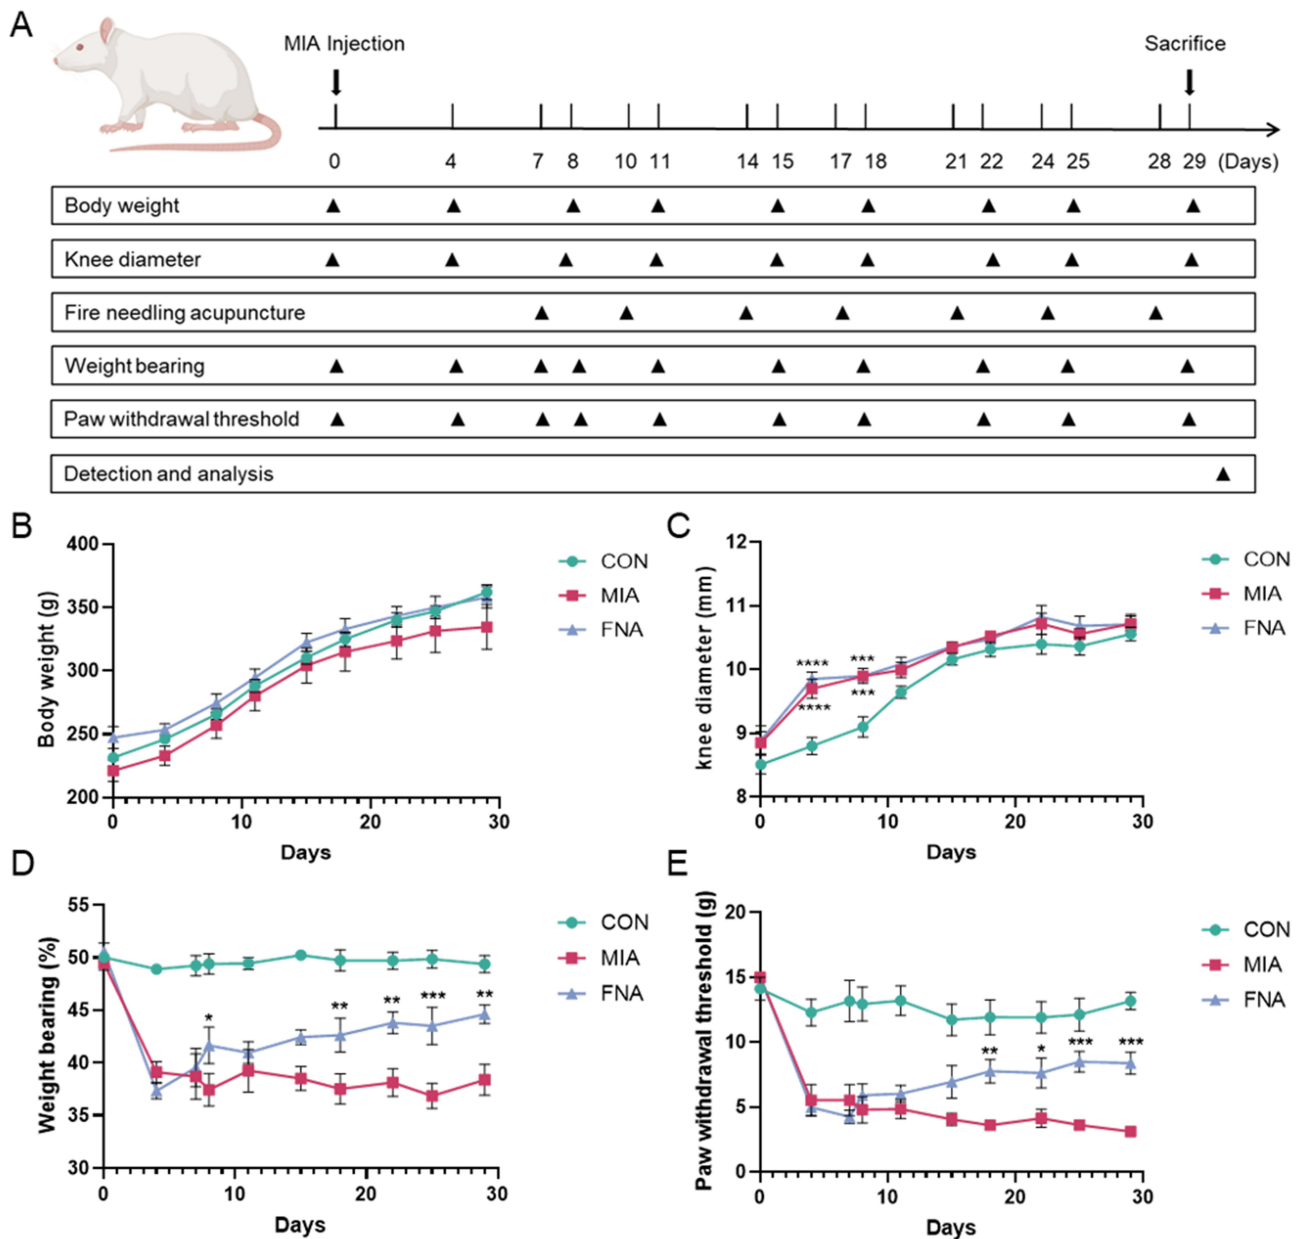 A
MIA Injection
Sacrifice
0 4 7 8 10 11 14 15 17 18 21 22 24 25 28 29 (Days)
Body weight
Knee diameter
Fire needling acupuncture
Weight bearing
Paw withdrawal threshold
Detection and analysis
B
400
350
300
250
200
Body weight (g)
0 10 20 30
Days
CON
MIA
FNA
C
12
11
10
9
8
knee diameter (mm)
**** ***
**** ***
0 10 20 30
Days
CON
MIA
FNA
D
55
50
45
40
35
30
Weight bearing (%)
* ** ** *** **
0 10 20 30
Days
CON
MIA
FNA
E
20
15
10
5
0
Paw withdrawal threshold (g)
** * *** ***
0 10 20 30
Days
CON
MIA
FNA